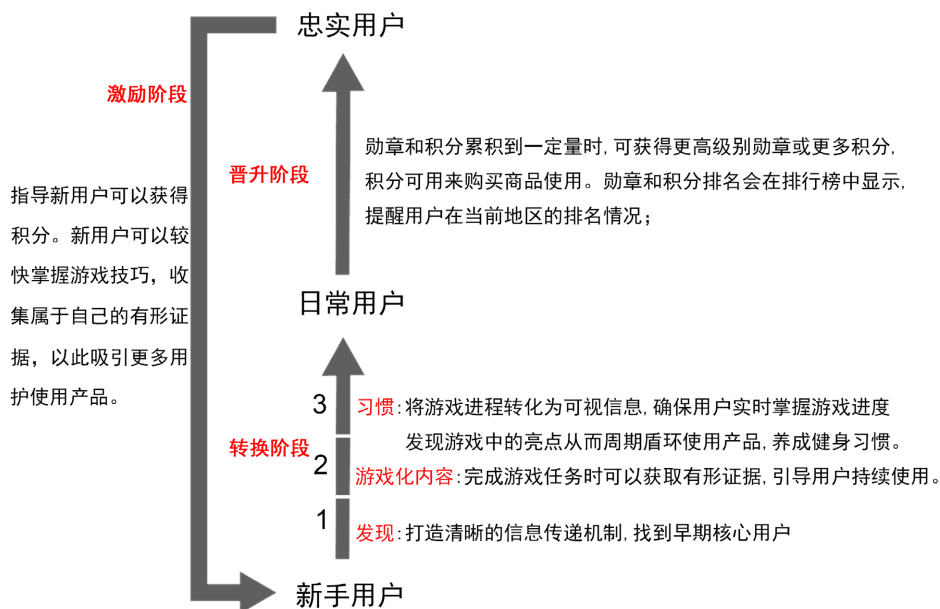 忠实用户
激励阶段
晋升阶段
勋章和积分累积到一定量时, 可获得更高级别勋章或更多积分,
积分可用来购买商品使用。勋章和积分排名会在排行榜中显示,
提醒用户在当前地区的排名情况；
指导新用户可以获得
积分。新用户可以较
快掌握游戏技巧，收
集属于自己的有形证
据，以此吸引更多用
护使用产品。
日常用户
转换阶段
3
习惯: 将游戏进程转化为可视信息, 确保用户实时掌握游戏进度
发现游戏中的亮点从而周期盾环使用产品, 养成健身习惯。
2
游戏化内容: 完成游戏任务时可以获取有形证据, 引导用户持续使用。
1
发现: 打造清晰的信息传递机制, 找到早期核心用户
新手用户